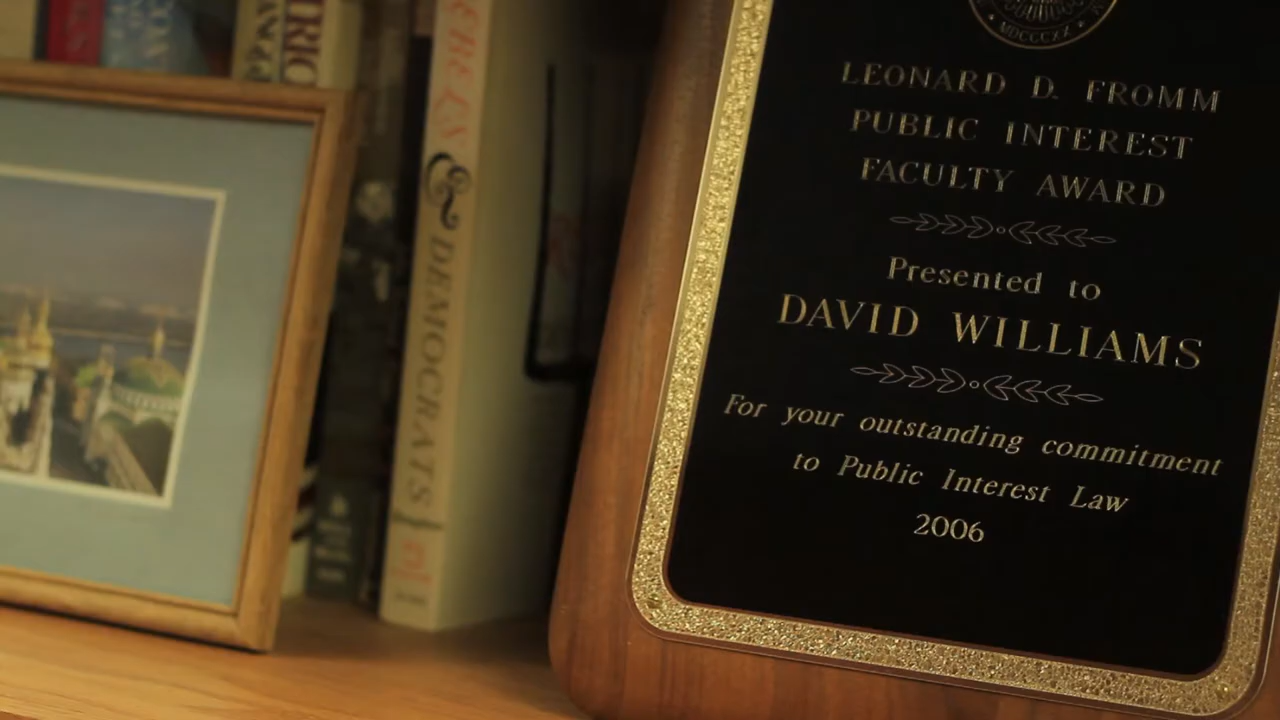 MDCCCXX
LEONARD D. FROMM
PUBLIC INTEREST
FACULTY AWARD
Presented to
DAVID WILLIAMS
For your outstanding commitment
to Public Interest Law
2006
& DEMOCRATS